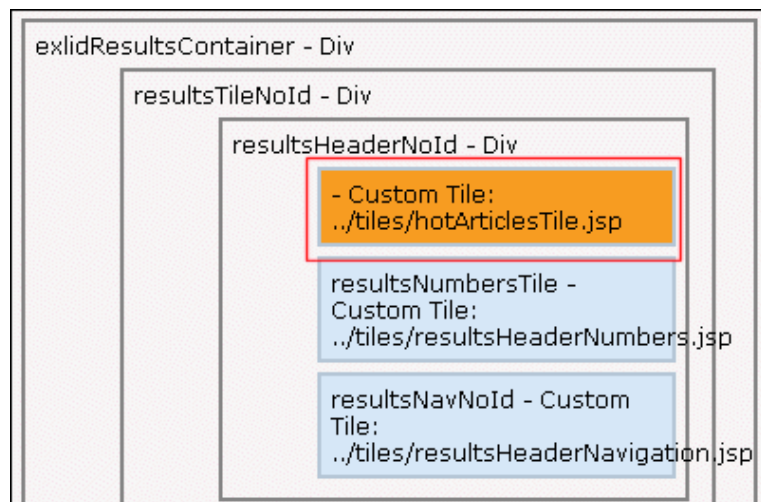 exlidResultsContainer - Div
resultsTileNoId - Div
resultsHeaderNoId - Div
- Custom Tile:
../tiles/hotArticlesTile.jsp
resultsNumbersTile -
Custom Tile:
../tiles/resultsHeaderNumbers.jsp
resultsNavNoId - Custom
Tile:
../tiles/resultsHeaderNavigation.jsp